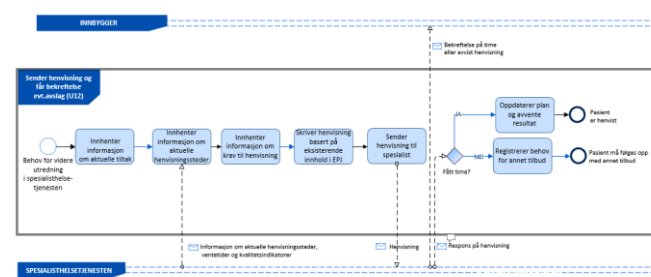 INNBYGGER
Bekreftelse på time
eller avvist henvisning
Sender henvisning og
får bekreftelse
evt.avslag (U12)
Behov for videre
utredning
i spesialisthelse-
tjenesten
Innhenter
informasjon
om aktuelle tiltak
Innhenter
informasjon om
aktuelle
henvisningssteder
Innhenter
informasjon om
krav til henvisning
Skriver henvisning
basert på
eksisterende
innhold i EPJ
Sender
henvisning til
spesialist
Fått time?
JA
Oppdaterer plan
og avvente
resultat
Pasient
er henvist
NEI
Registrerer behov
for annet tilbud
Pasient må følges opp
med annet tilbud
Informasjon om aktuelle henvisningssteder,
ventetider og kvalitetsindikatorer
Henvisning
Respons på henvisning
SPESIALISTHELSETJENESTEN